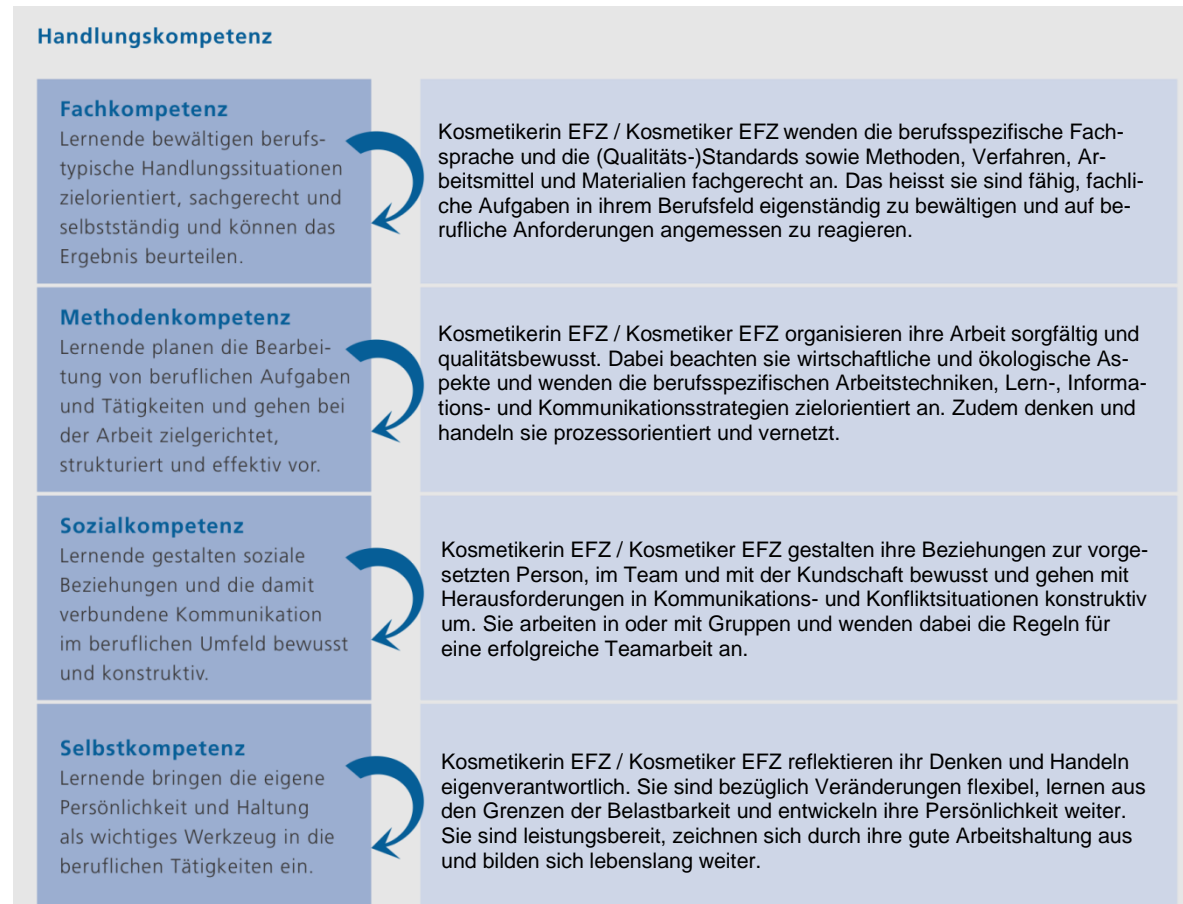 Handlungskompetenz
Fachkompetenz
Lernende bewältigen berufs-
typische Handlungssituationen
zielorientiert, sachgerecht und
selbstständig und können das
Ergebnis beurteilen.
Kosmetikerin EFZ / Kosmetiker EFZ wenden die berufsspezifische Fach-
sprache und die (Qualitäts-)Standards sowie Methoden, Verfahren, Ar-
beitsmittel und Materialien fachgerecht an. Das heisst sie sind fähig, fachli-
che Aufgaben in ihrem Berufsfeld eigenständig zu bewältigen und auf be-
rufliche Anforderungen angemessen zu reagieren.
Methodenkompetenz
Lernende planen die Bearbei-
tung von beruflichen Aufgaben
und Tätigkeiten und gehen bei
der Arbeit zielgerichtet,
strukturiert und effektiv vor.
Kosmetikerin EFZ / Kosmetiker EFZ organisieren ihre Arbeit sorgfältig und
qualitätsbewusst. Dabei beachten sie wirtschaftliche und ökologische As-
pekte und wenden die berufsspezifischen Arbeitstechniken, Lern-, Informa-
tions- und Kommunikationsstrategien zielorientiert an. Zudem denken und
handeln sie prozessorientiert und vernetzt.
Sozialkompetenz
Lernende gestalten soziale
Beziehungen und die damit
verbundene Kommunikation
im beruflichen Umfeld bewusst
und konstruktiv.
Kosmetikerin EFZ / Kosmetiker EFZ gestalten ihre Beziehungen zur vorge-
setzten Person, im Team und mit der Kundschaft bewusst und gehen mit
Herausforderungen in Kommunikations- und Konfliktsituationen konstruktiv
um. Sie arbeiten in oder mit Gruppen und wenden dabei die Regeln für
eine erfolgreiche Teamarbeit an.
Selbstkompetenz
Lernende bringen die eigene
Persönlichkeit und Haltung
als wichtiges Werkzeug in die
beruflichen Tätigkeiten ein.
Kosmetikerin EFZ / Kosmetiker EFZ reflektieren ihr Denken und Handeln
eigenverantwortlich. Sie sind bezüglich Veränderungen flexibel, lernen aus
den Grenzen der Belastbarkeit und entwickeln ihre Persönlichkeit weiter.
Sie sind leistungsbereit, zeichnen sich durch ihre gute Arbeitshaltung aus
und bilden sich lebenslang weiter.